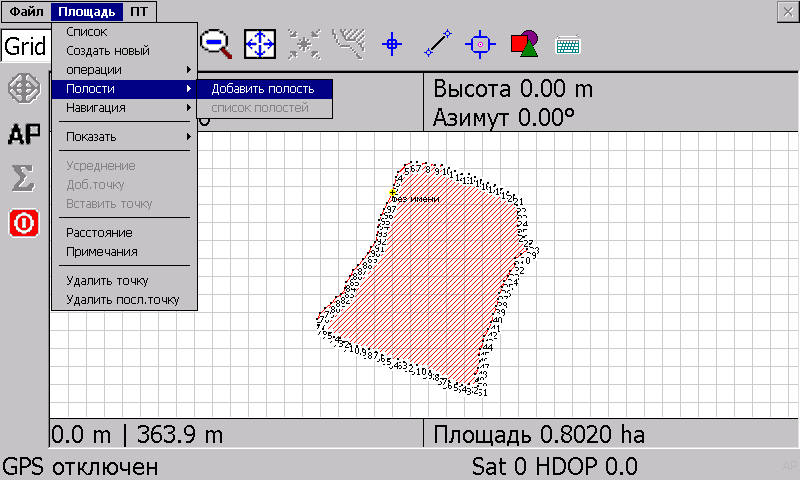 Файл Площадь ПТ
Grid
Список
Создать новый
операции
Полости
Добавить полость
Навигация
список полостей
Показать
Усреднение
Доб.точку
Вставить точку
Расстояние
Примечания
Удалить точку
Удалить посл.точку
Высота 0.00 m
Азимут 0.00°
AP
без имени
0.0 m | 363.9 m
Площадь 0.8020 ha
GPS отключен
Sat 0 HDOP 0.0
AP